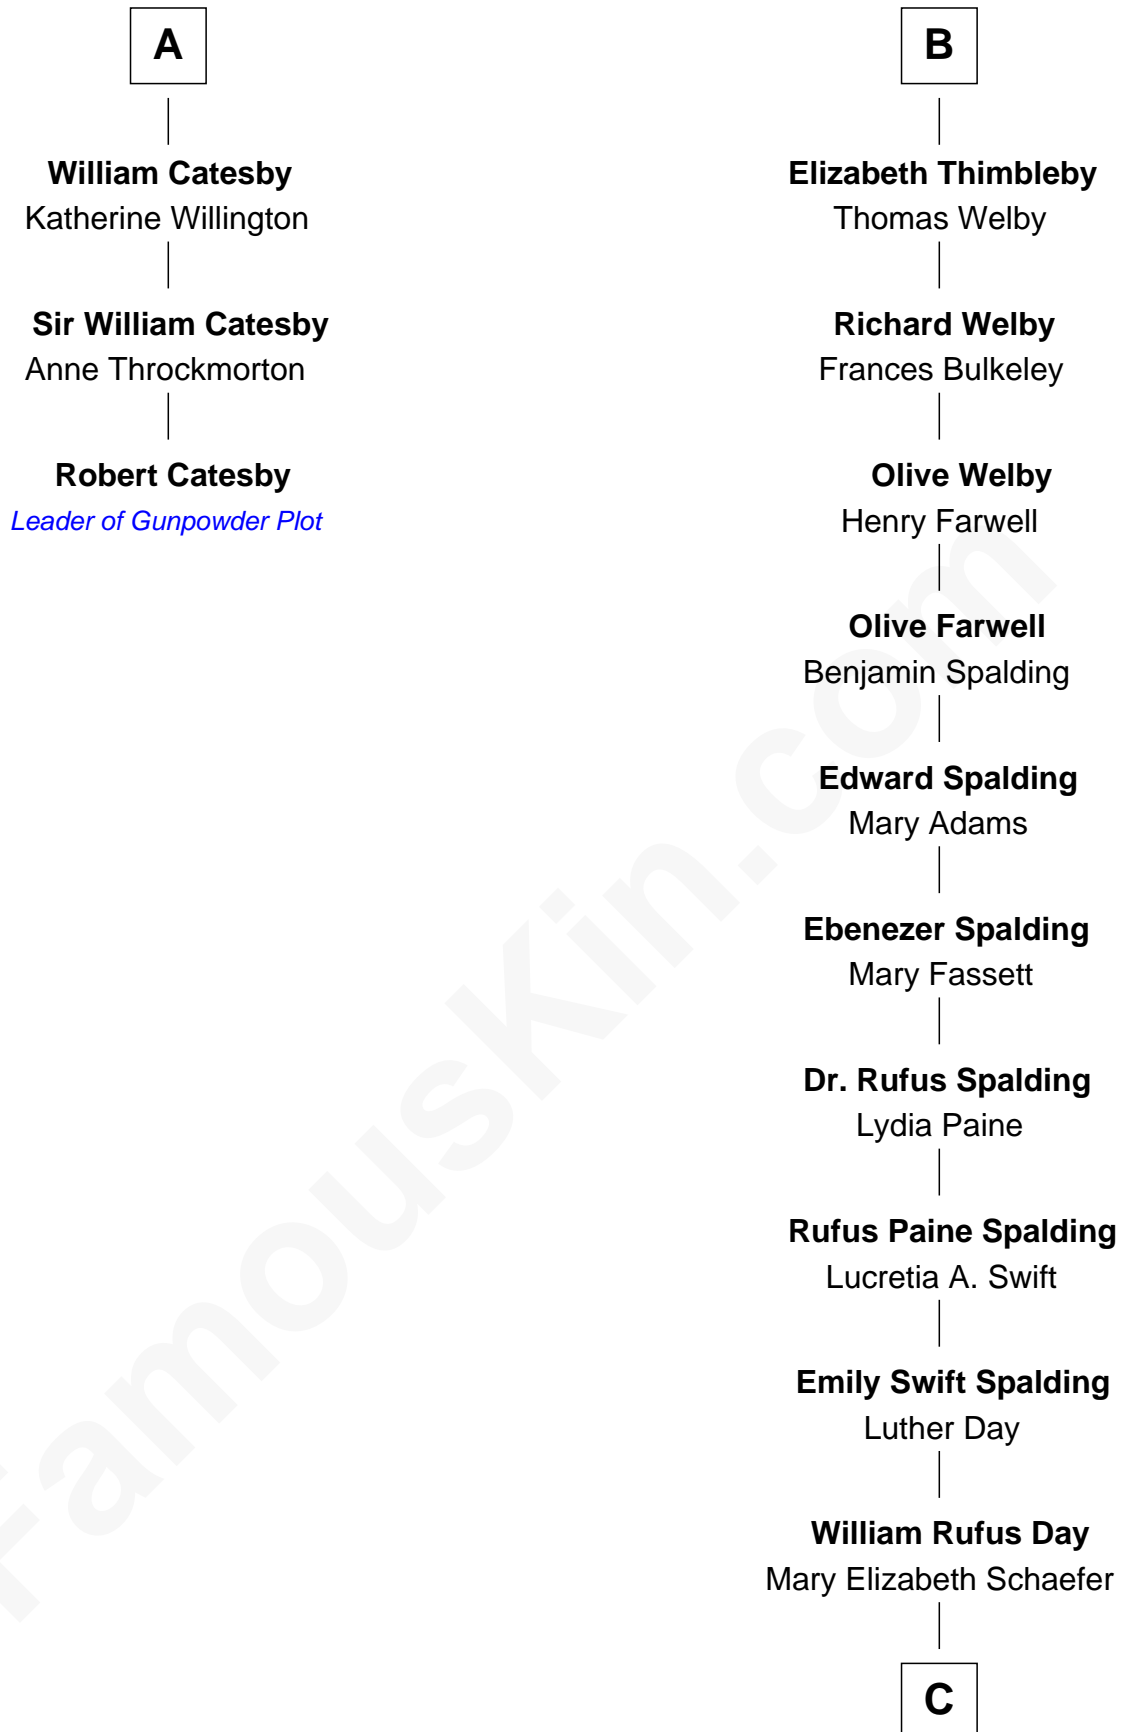 A
William Catesby
Katherine Willington
Sir William Catesby
Anne Throckmorton
Robert Catesby
Leader of Gunpowder Plot
B
Elizabeth Thimbleby
Thomas Welby
Richard Welby
Frances Bulkeley
Olive Welby
Henry Farwell
Olive Farwell
Benjamin Spalding
Edward Spalding
Mary Adams
Ebenezer Spalding
Mary Fassett
Dr. Rufus Spalding
Lydia Paine
Rufus Paine Spalding
Lucretia A. Swift
Emily Swift Spalding
Luther Day
William Rufus Day
Mary Elizabeth Schaefer
C
FamousKin.com